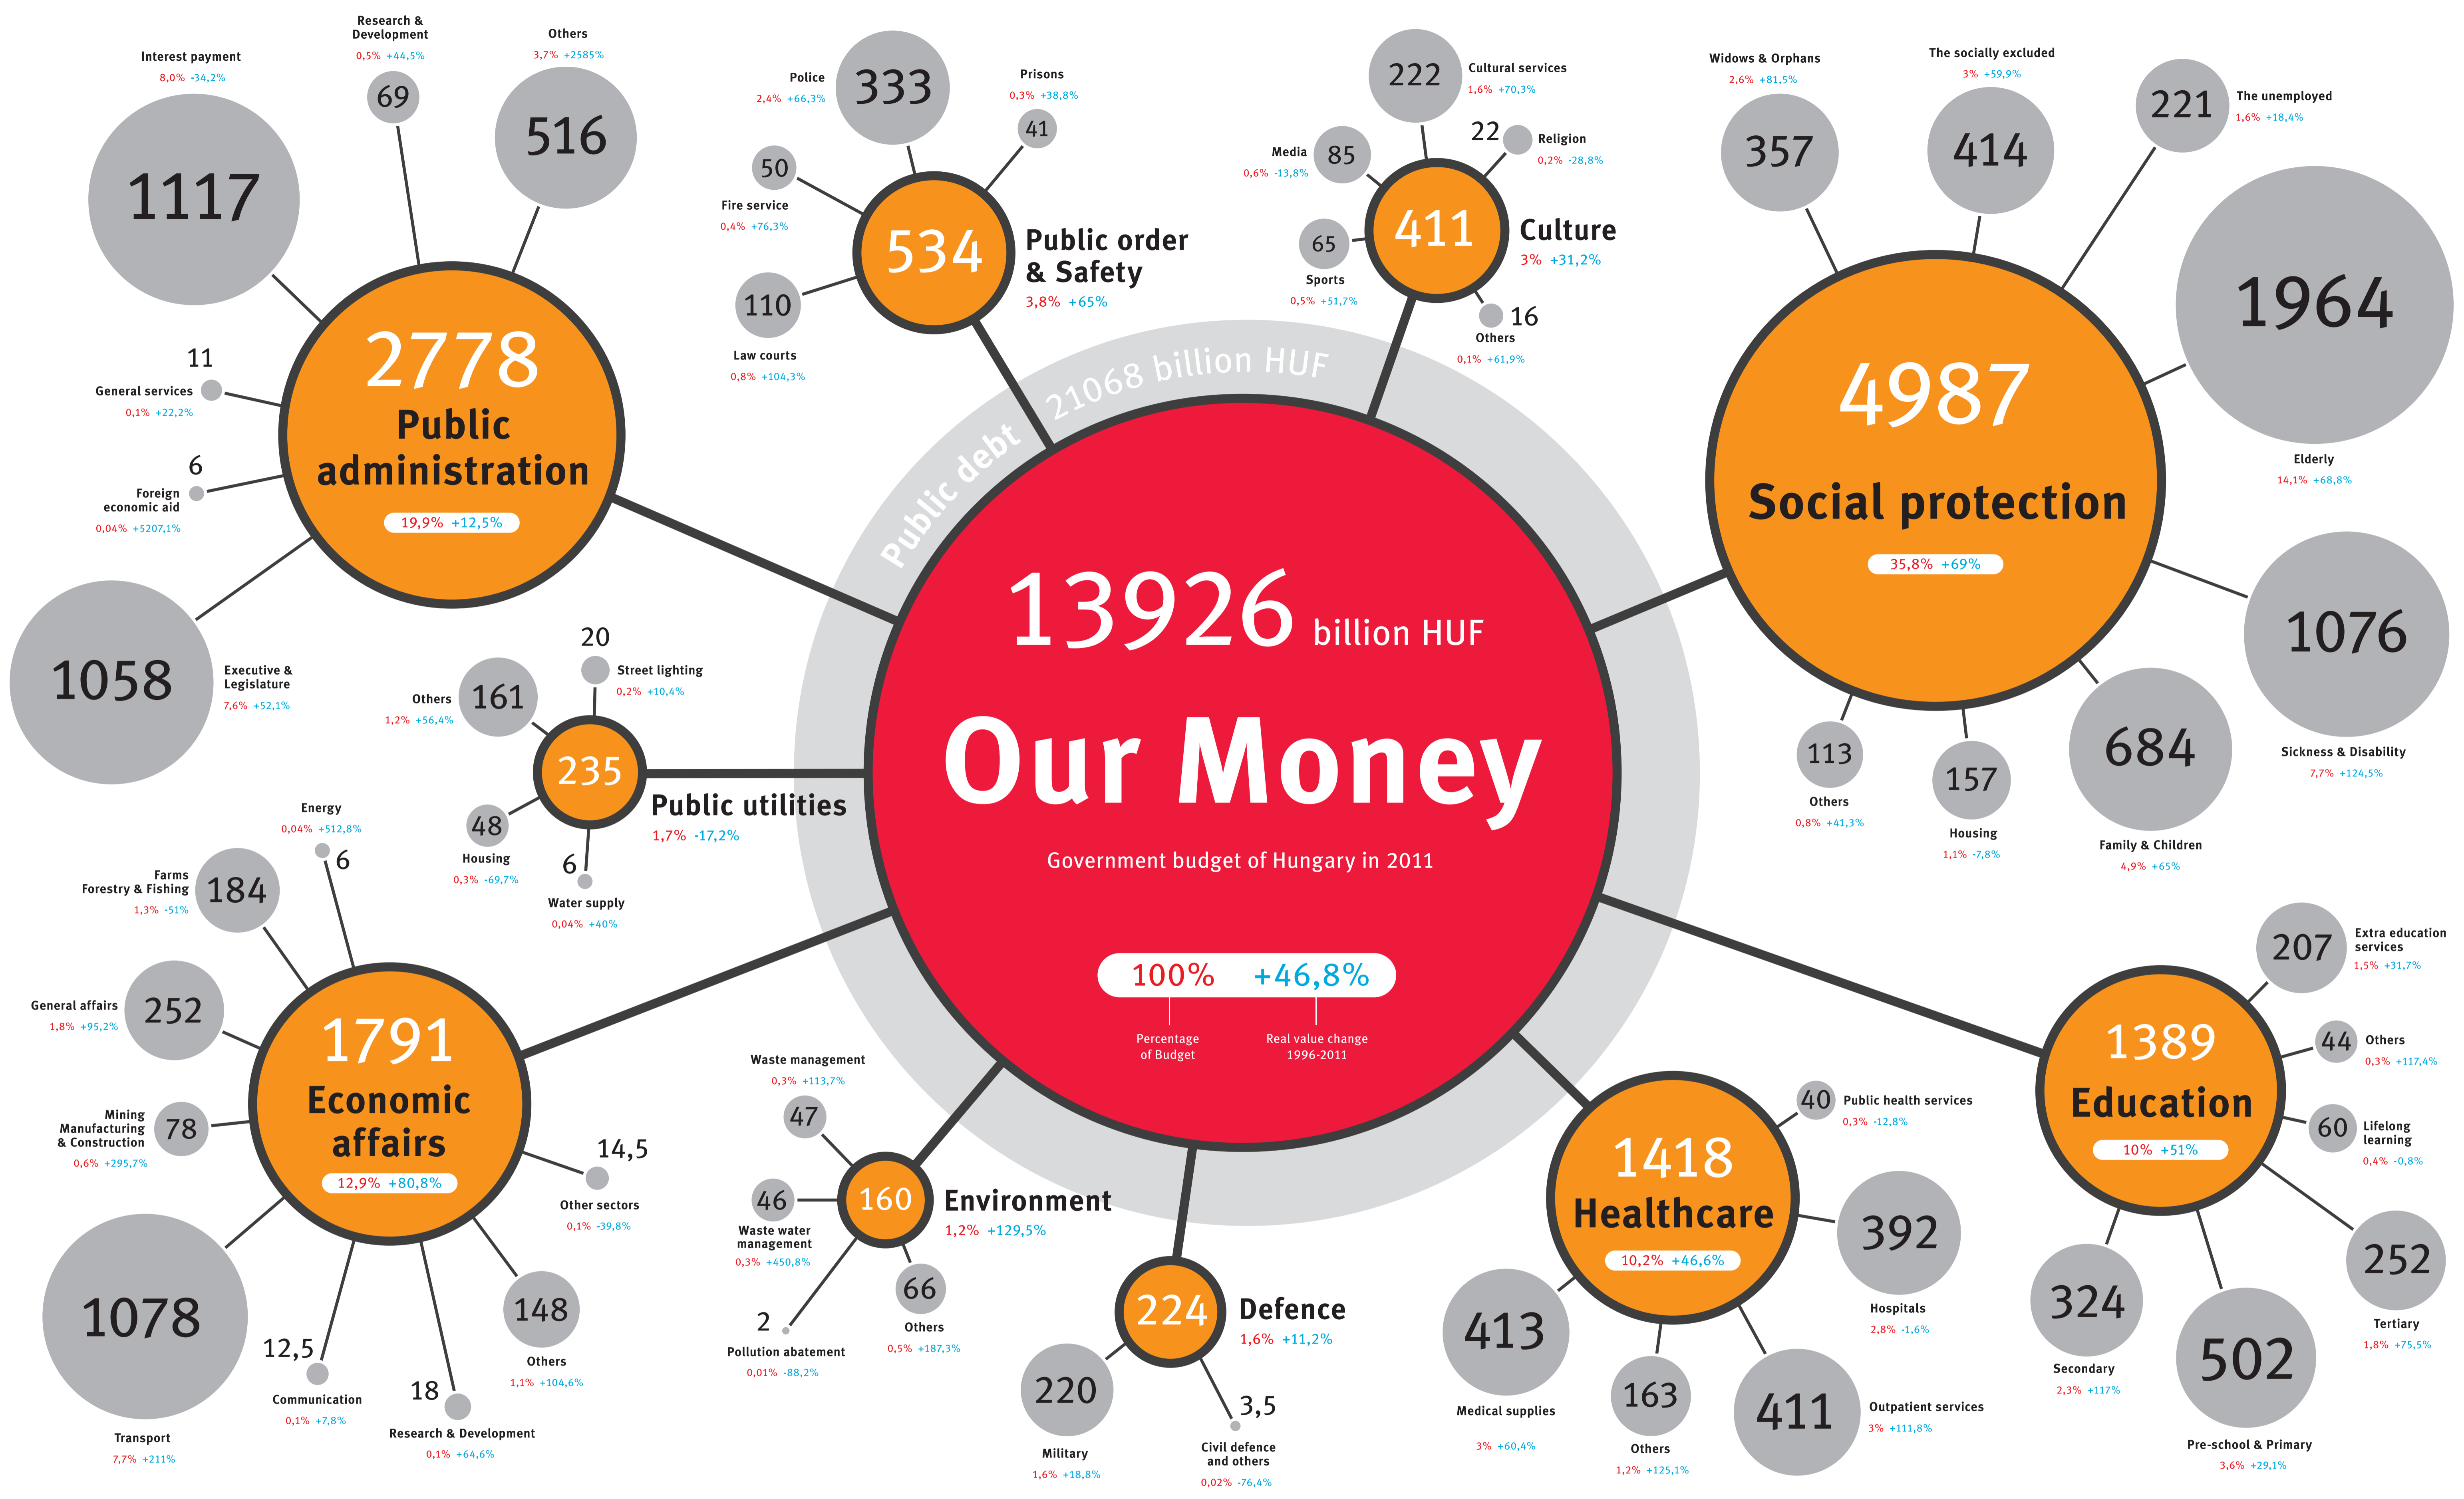 Public debt 21068 billion HUF
13926 billion HUF
Our Money
Government budget of Hungary in 2011
100% +46,8%
Percentage
of Budget
Real value change
1996-2011
2778
Public
administration
19,9% +12,5%
Interest payment
8,0% -34,2%
1117
Research &
Development
0,5% +44,5%
69
Others
3,7% +2585%
516
11
General services
0,1% +22,2%
6
Foreign
economic aid
0,04% +5207,1%
1058
Executive &
Legislature
7,6% +52,1%
534
Public order
& Safety
3,8% +65%
Police
2,4% +66,3%
333
Prisons
0,3% +38,8%
41
50
Fire service
0,4% +76,3%
110
Law courts
0,8% +104,3%
411
Culture
3% +31,2%
222
Cultural services
1,6% +70,3%
22
Religion
0,2% -28,8%
Media
0,6% -13,8%
85
65
Sports
0,5% +51,7%
16
Others
0,1% +61,9%
4987
Social protection
35,8% +69%
Widows & Orphans
2,6% +81,5%
357
The socially excluded
3% +59,9%
414
221
The unemployed
1,6% +18,4%
1964
Elderly
14,1% +68,8%
1076
Sickness & Disability
7,7% +124,5%
684
Family & Children
4,9% +65%
157
Housing
1,1% -7,8%
113
Others
0,8% +41,3%
235
Public utilities
1,7% -17,2%
20
Street lighting
0,2% +10,4%
Others
1,2% +56,4%
161
48
Housing
0,3% -69,7%
6
Water supply
0,04% +40%
1791
Economic
affairs
12,9% +80,8%
Energy
0,04% +512,8%
6
Farms
Forestry & Fishing
1,3% -51%
184
General affairs
1,8% +95,2%
252
Mining
Manufacturing
& Construction
0,6% +295,7%
78
1078
Transport
7,7% +211%
12,5
Communication
0,1% +7,8%
18
Research & Development
0,1% +64,6%
148
Others
1,1% +104,6%
14,5
Other sectors
0,1% -39,8%
160
Environment
1,2% +129,5%
Waste management
0,3% +113,7%
47
46
Waste water
management
0,3% +450,8%
2
Pollution abatement
0,01% -88,2%
66
Others
0,5% +187,3%
224
Defence
1,6% +11,2%
220
Military
1,6% +18,8%
3,5
Civil defence
and others
0,02% -76,4%
1418
Healthcare
10,2% +46,6%
40
Public health services
0,3% -12,8%
392
Hospitals
2,8% -1,6%
411
Outpatient services
3% +111,8%
163
Others
1,2% +125,1%
413
Medical supplies
3% +60,4%
1389
Education
10% +51%
207
Extra education
services
1,5% +31,7%
44
Others
0,3% +117,4%
60
Lifelong
learning
0,4% -0,8%
252
Tertiary
1,8% +75,5%
502
Pre-school & Primary
3,6% +29,1%
324
Secondary
2,3% +117%